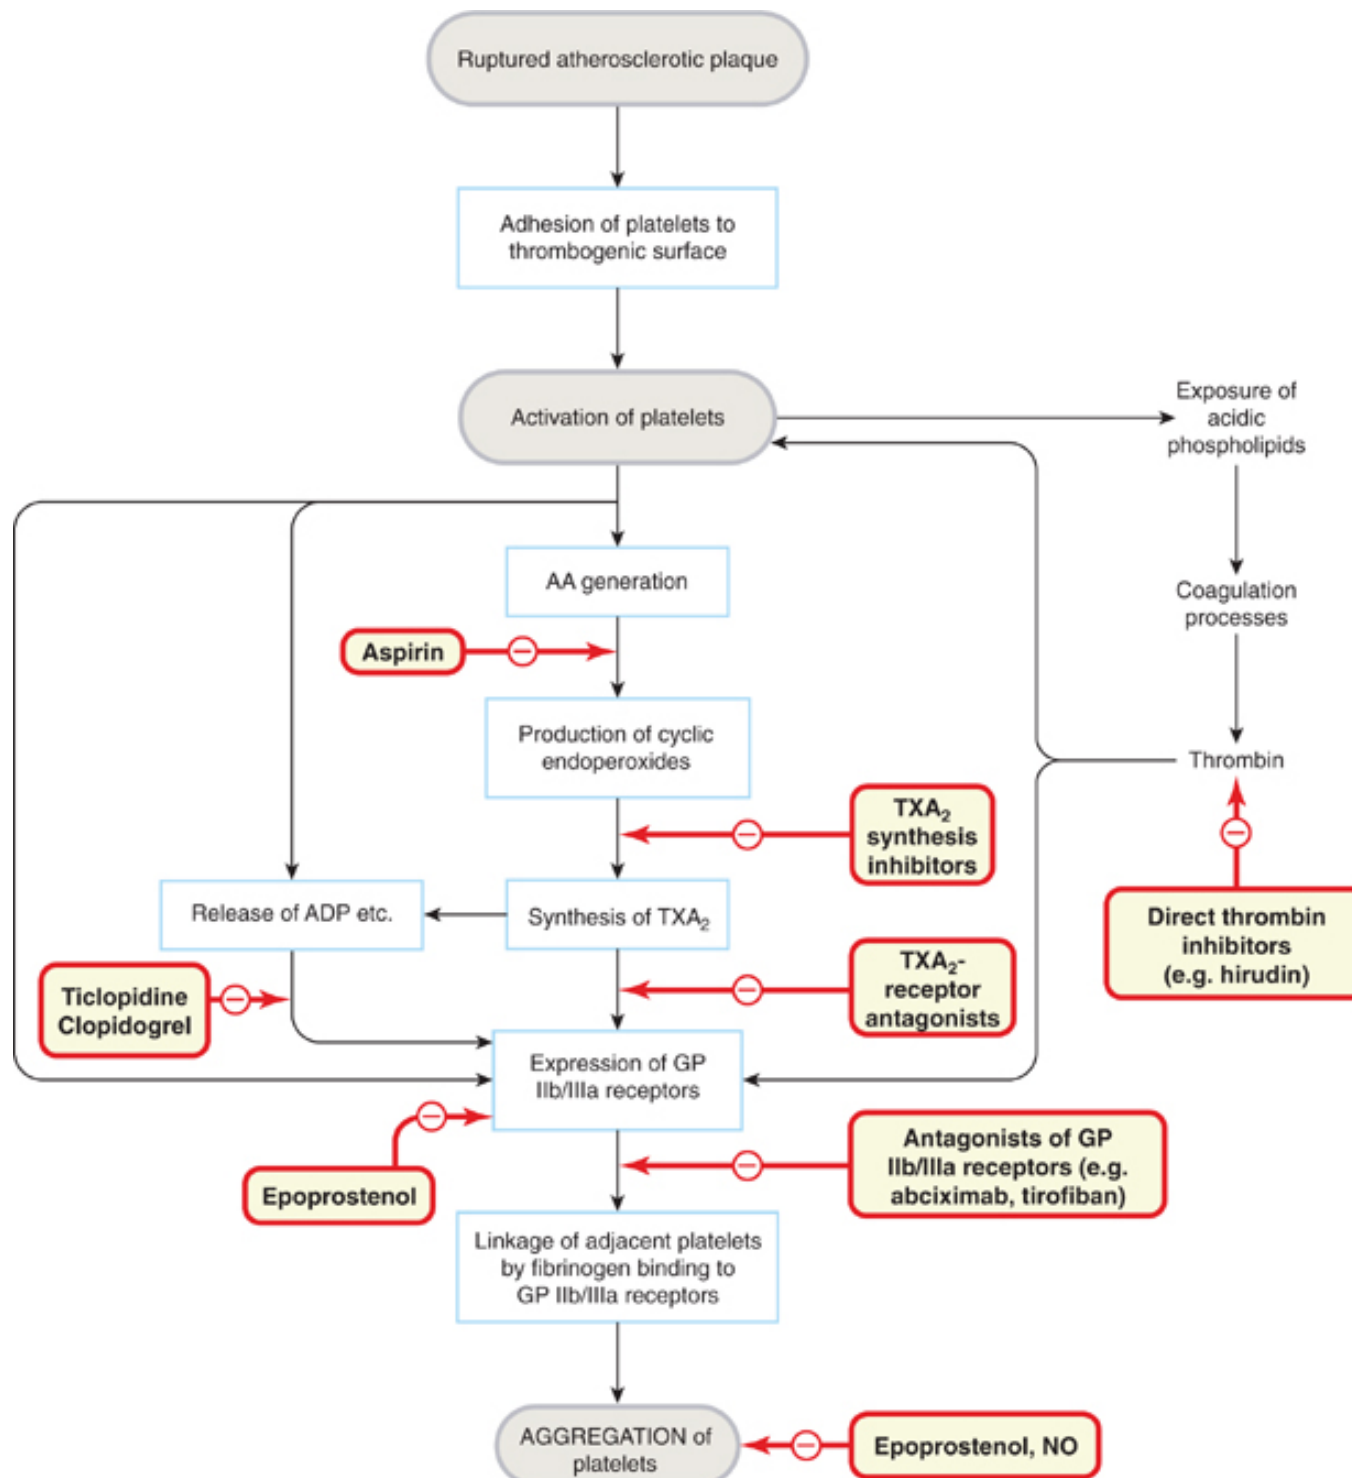 Ruptured atherosclerotic plaque
Adhesion of platelets to
thrombogenic surface
Activation of platelets
Exposure of
acidic
phospholipids
AA generation
Coagulation
processes
Aspirin
Production of cyclic
endoperoxides
Thrombin
TXA₂
synthesis
inhibitors
Release of ADP etc.
Synthesis of TXA₂
Direct thrombin
inhibitors
(e.g. hirudin)
Ticlopidine
Clopidogrel
TXA₂-
receptor
antagonists
Expression of GP
IIb/IIIa receptors
Epoprostenol
Antagonists of GP
IIb/IIIa receptors (e.g.
abciximab, tirofiban)
Linkage of adjacent platelets
by fibrinogen binding to
GP IIb/IIIa receptors
AGGREGATION of
platelets
Epoprostenol, NO